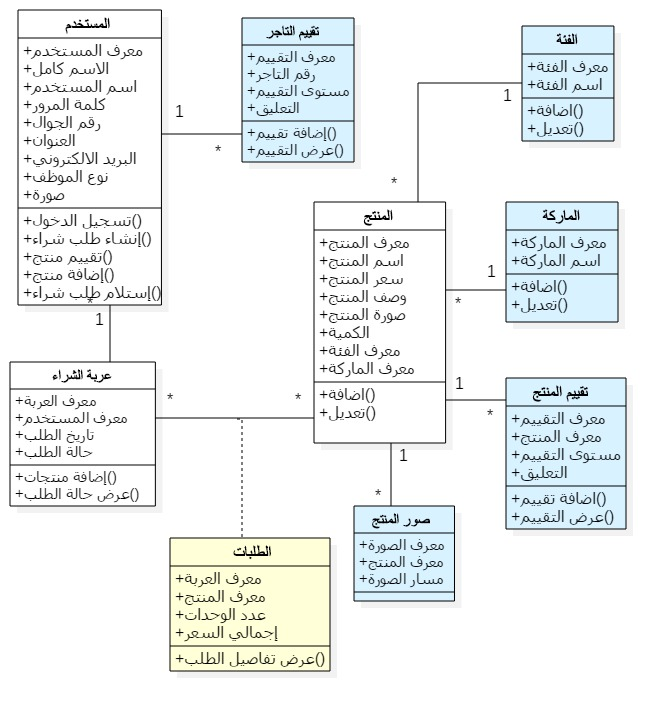 المستخدم
+معرف المستخدم
+الاسم كامل
+اسم المستخدم
+كلمة المرور
+رقم الجوال
+العنوان
+البريد الالكتروني
+نوع الموظف
+صورة
+تسجيل الدخول()
+إنشاء طلب شراء()
+تقييم منتج()
+إضافة منتج()
+إستلام طلب شراء()
تقييم التاجر
+معرف التقييم
+رقم التاجر
+مستوى التقييم
+التعليق
+إضافة تقييم()
+عرض التقييم()
1
*
الفئة
+معرف الفئة
+اسم الفئة
+اضافة()
+تعديل()
1
*
المنتج
+معرف المنتج
+اسم المنتج
+سعر المنتج
+وصف المنتج
+صورة المنتج
+الكمية
+معرف الفئة
+معرف الماركة
+اضافة()
+تعديل()
الماركة
+معرف الماركة
+اسم الماركة
+اضافة()
+تعديل()
1
*
*
1
عربة الشراء
+معرف العربة
+معرف المستخدم
+تاريخ الطلب
+حالة الطلب
+إضافة منتجات()
+عرض حالة الطلب()
*
*
تقييم المنتج
+معرف التقييم
+معرف المنتج
+مستوى التقييم
+التعليق
+اضافة تقييم()
+عرض التقييم()
1
*
1
*
صور المنتج
+معرف الصورة
+معرف المنتج
+مسار الصورة
الطلبات
+معرف العربة
+معرف المنتج
+عدد الوحدات
+إجمالي السعر
+عرض تفاصيل الطلب()